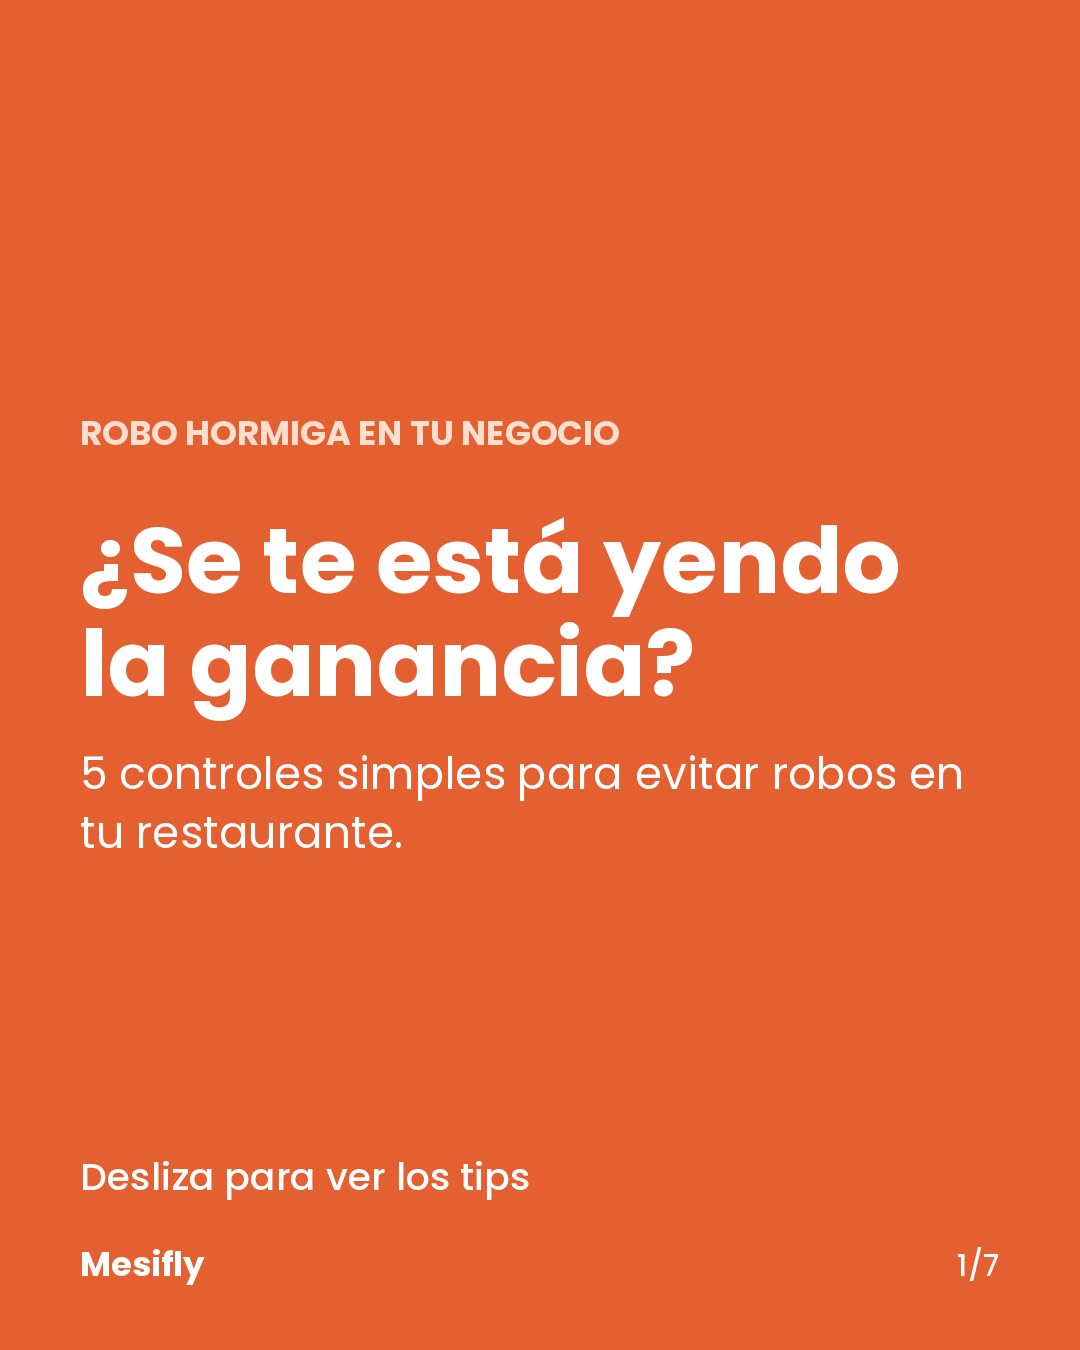 ROBO HORMIGA EN TU NEGOCIO
¿Se te está yendo
la ganancia?
5 controles simples para evitar robos en
tu restaurante.
Desliza para ver los tips
Mesifly
1/7